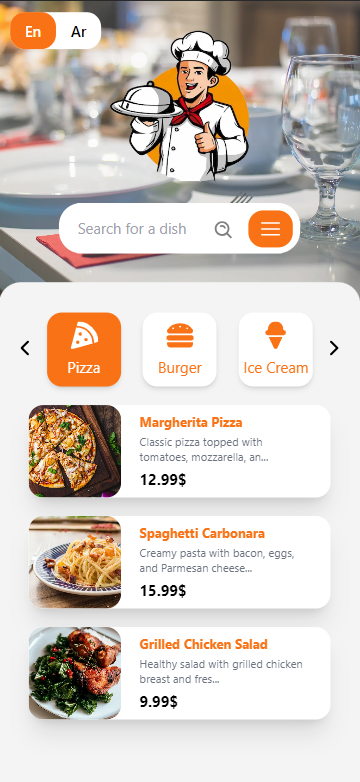 En Ar
Search for a dish
Pizza Burger Ice Cream
Margherita Pizza
Classic pizza topped with
tomatoes, mozzarella, an...
12.99$
Spaghetti Carbonara
Creamy pasta with bacon, eggs,
and Parmesan cheese...
15.99$
Grilled Chicken Salad
Healthy salad with grilled chicken
breast and fres...
9.99$